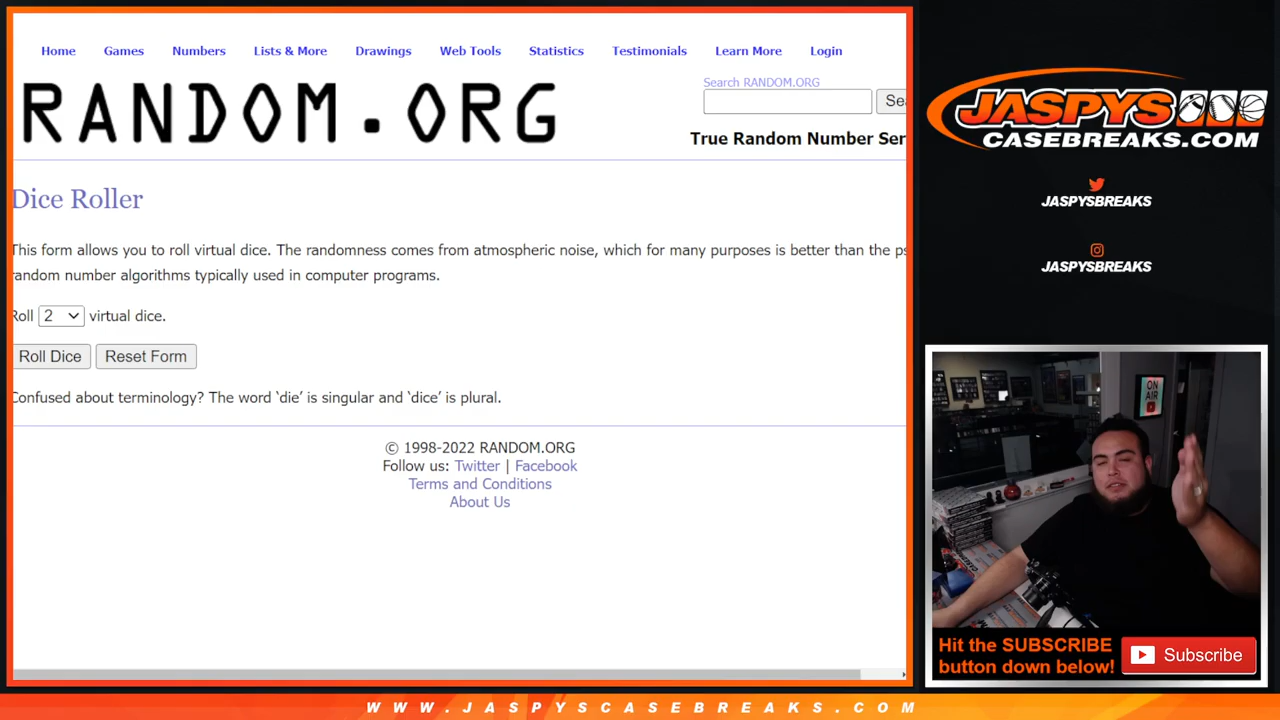 Home Games Numbers Lists & More Drawings Web Tools Statistics Testimonials Learn More Login
RANDOM.ORG
Search RANDOM.ORG
Sea
True Random Number Ser
Dice Roller
This form allows you to roll virtual dice. The randomness comes from atmospheric noise, which for many purposes is better than the ps
random number algorithms typically used in computer programs.
Roll 2 virtual dice.
Roll Dice Reset Form
Confused about terminology? The word ‘die’ is singular and ‘dice’ is plural.
© 1998-2022 RANDOM.ORG
Follow us: Twitter | Facebook
Terms and Conditions
About Us
JASPYS
CASEBREAKS.COM
JASPYSBREAKS
JASPYSBREAKS
ON
AIR
Hit the SUBSCRIBE
button down below!
Subscribe
WWW.JASPYSCASEBREAKS.COM